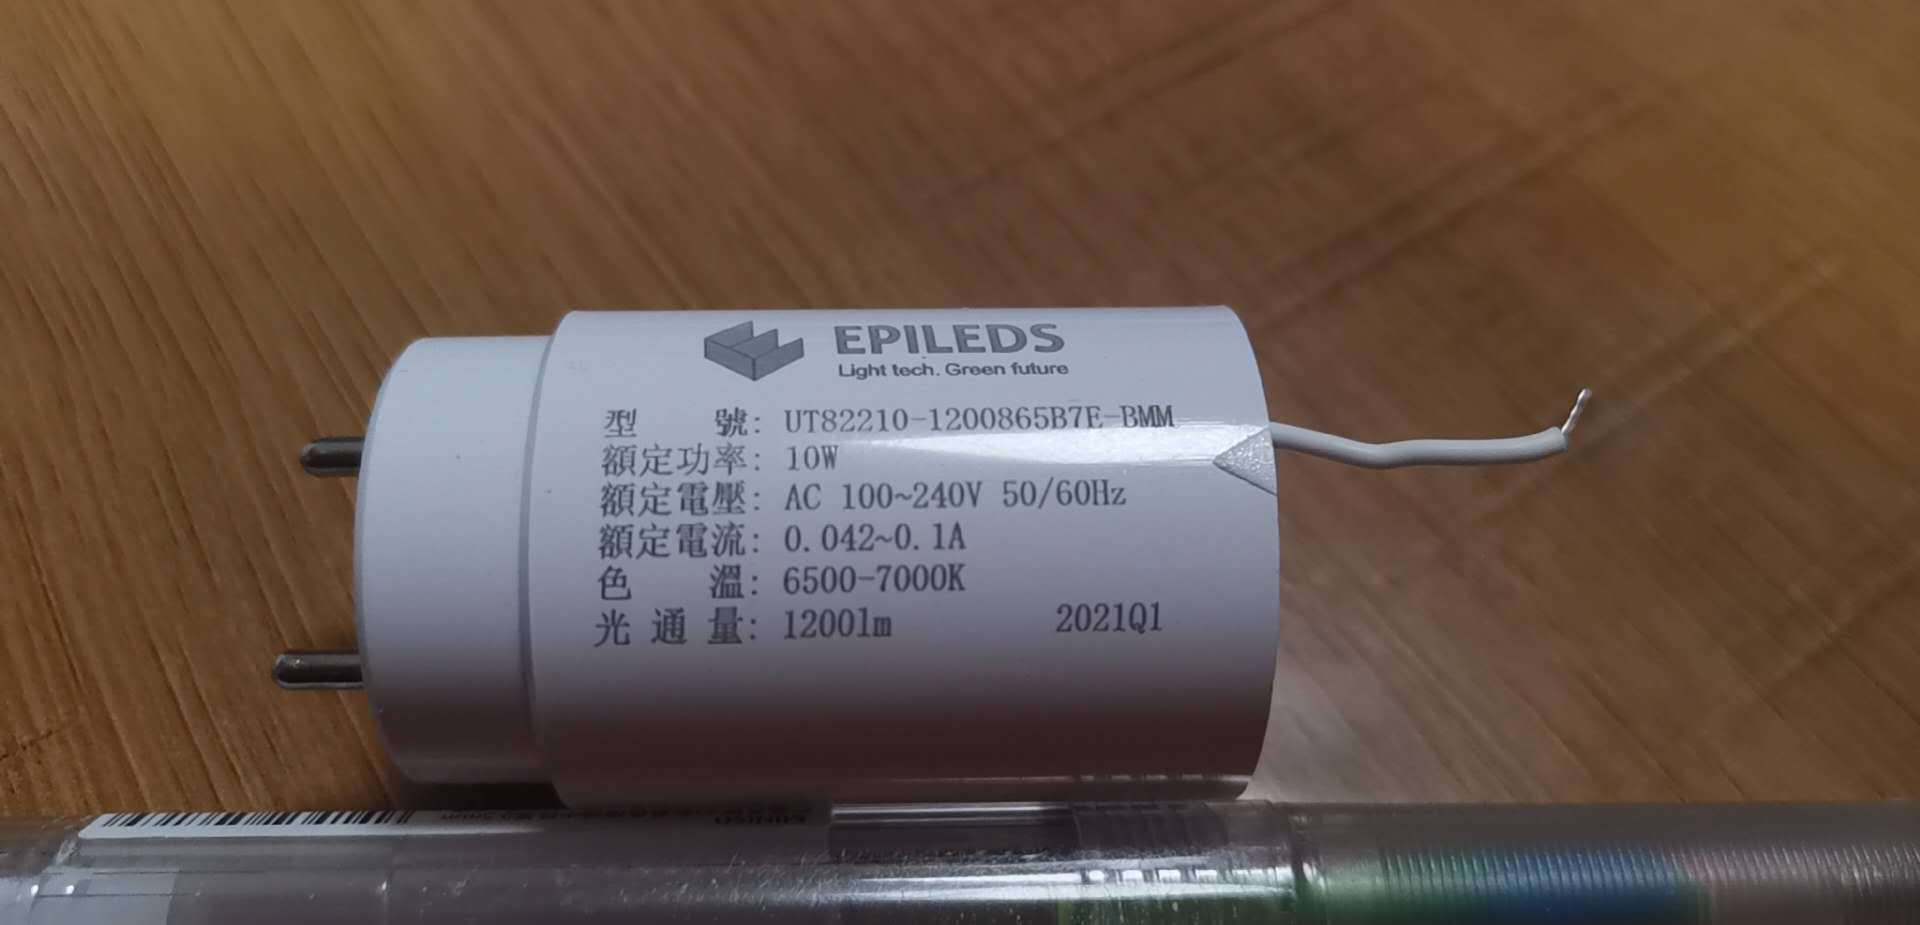 EPILEDS
Light tech. Green future
型 號: UT82210-1200865B7E-BMM
額定功率: 10W
額定電壓: AC 100~240V 50/60Hz
額定電流: 0.042~0.1A
色 溫: 6500-7000K
光 通 量: 1200lm 2021Q1